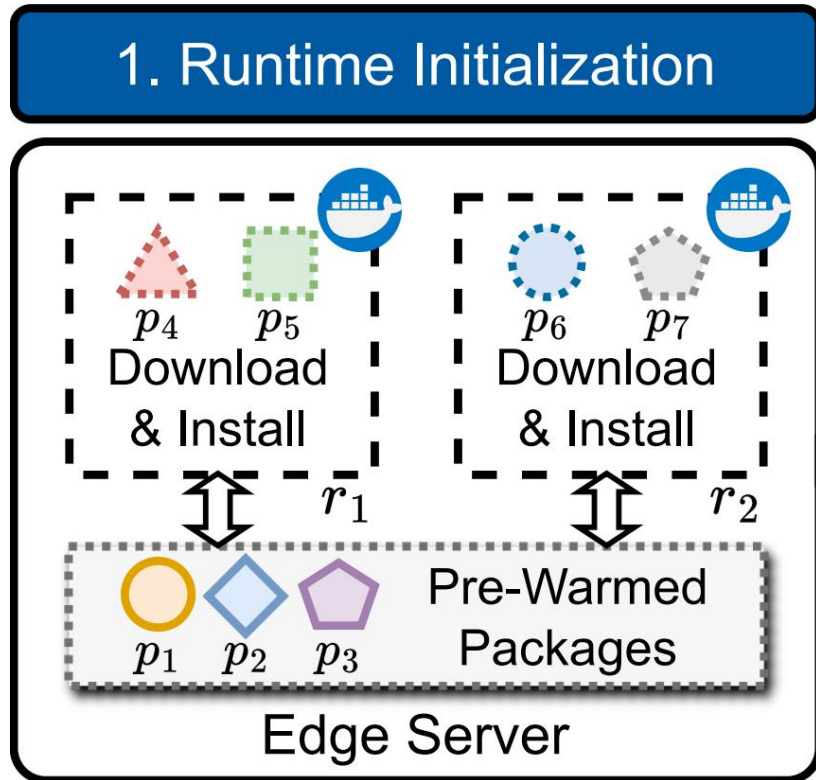 1. Runtime Initialization
p4 p5
Download
& Install
r1
p6 p7
Download
& Install
r2
p1 p2 p3
Pre-Warmed
Packages
Edge Server